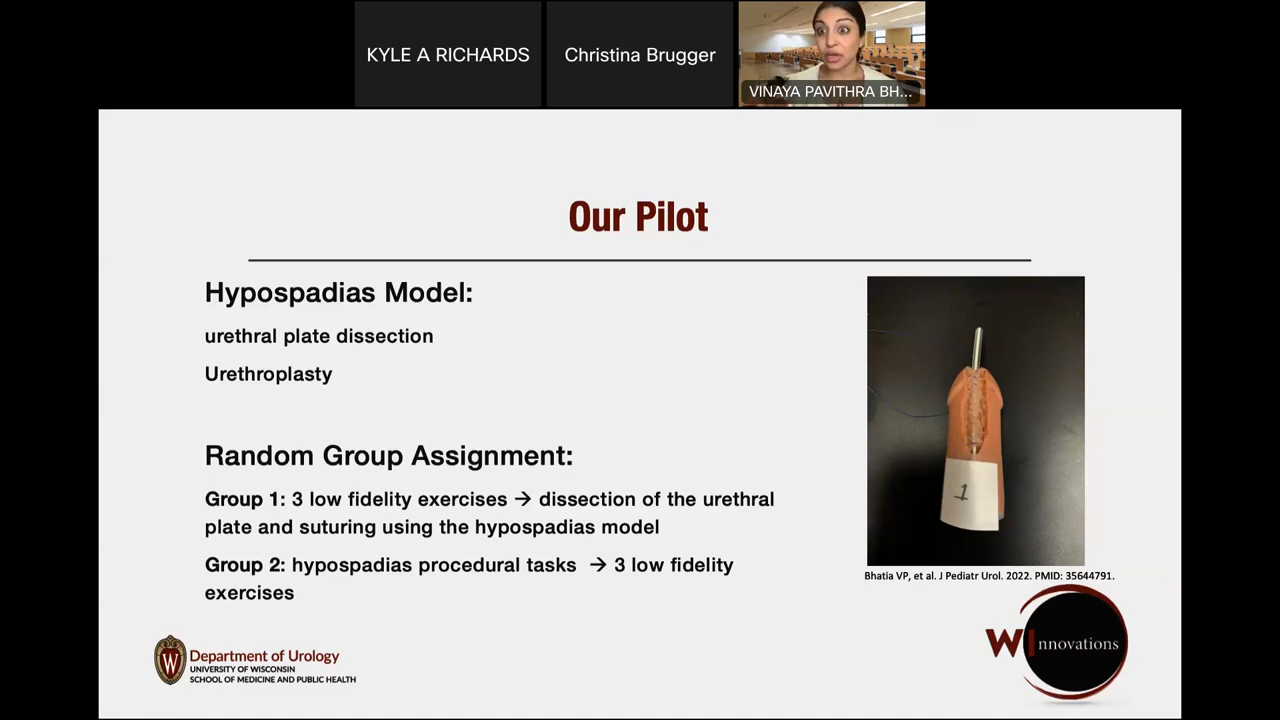 KYLE A RICHARDS
Christina Brugger
VINAYA PAVITHRA BH...
Our Pilot
Hypospadias Model:
urethral plate dissection
Urethroplasty
Random Group Assignment:
Group 1: 3 low fidelity exercises → dissection of the urethral
plate and suturing using the hypospadias model
Group 2: hypospadias procedural tasks → 3 low fidelity
exercises
1
Bhatia VP, et al. J Pediatr Urol. 2022. PMID: 35644791.
W
Department of Urology
UNIVERSITY OF WISCONSIN
SCHOOL OF MEDICINE AND PUBLIC HEALTH
WInnovations